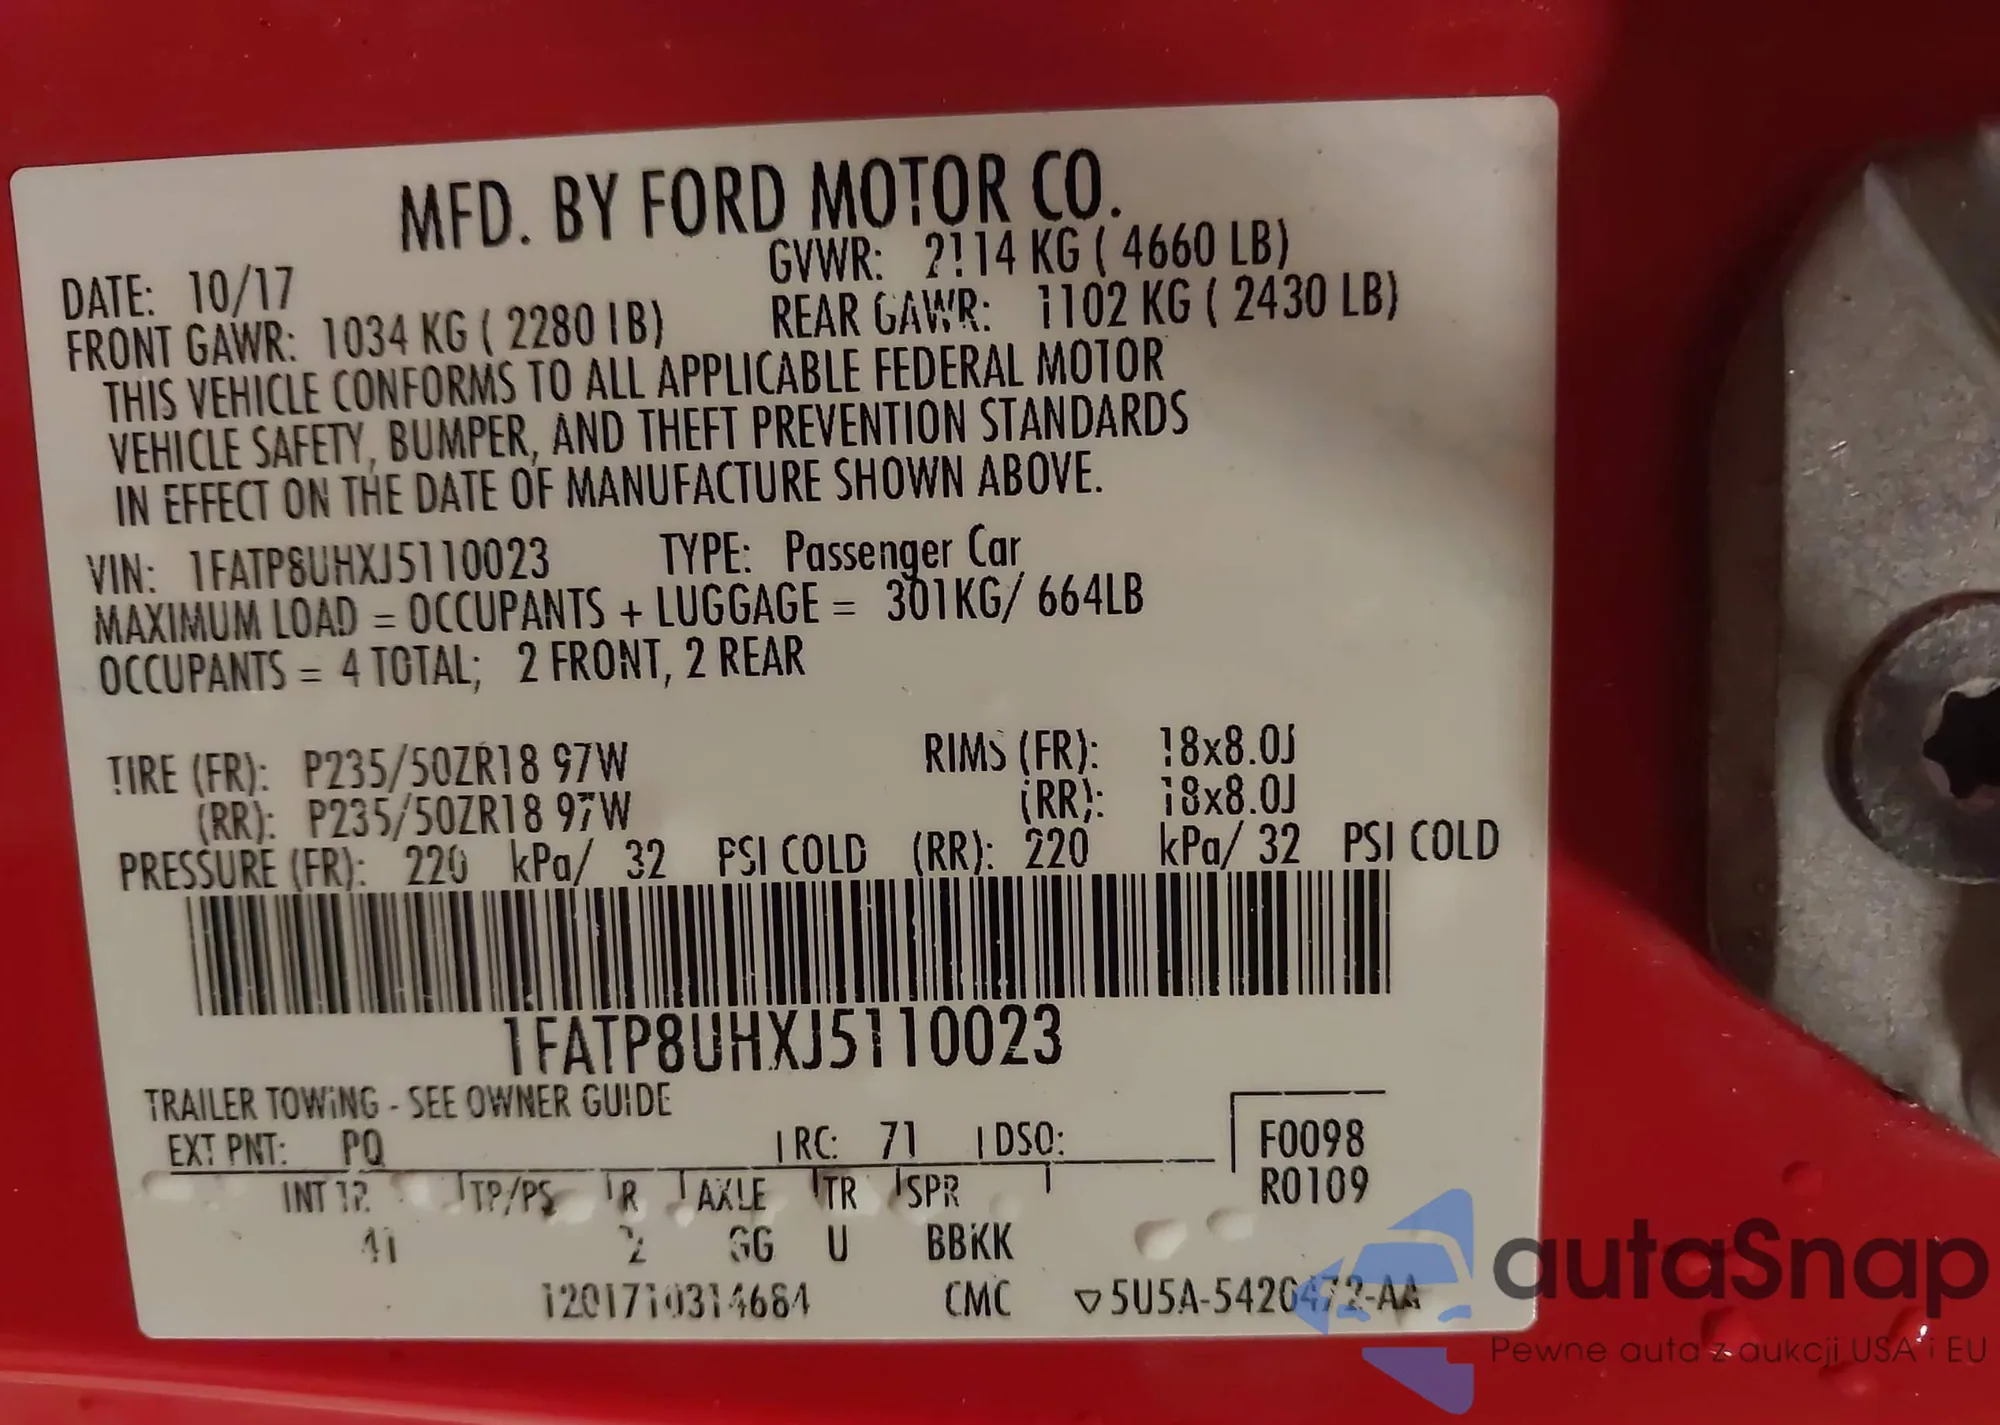 MFD. BY FORD MOTOR CO.
DATE: 10/17 GVWR: 2114 KG ( 4660 LB)
FRONT GAWR: 1034 KG ( 2280 LB) REAR GAWR: 1102 KG ( 2430 LB)
THIS VEHICLE CONFORMS TO ALL APPLICABLE FEDERAL MOTOR
VEHICLE SAFETY, BUMPER, AND THEFT PREVENTION STANDARDS
IN EFFECT ON THE DATE OF MANUFACTURE SHOWN ABOVE.
VIN: 1FATP8UHXJ5110023 TYPE: Passenger Car
MAXIMUM LOAD = OCCUPANTS + LUGGAGE = 301KG/ 664LB
OCCUPANTS = 4 TOTAL; 2 FRONT, 2 REAR
TIRE (FR): P235/50ZR18 97W RIMS (FR): 18x8.0J
(RR): P235/50ZR18 97W (RR): 18x8.0J
PRESSURE (FR): 220 kPa/ 32 PSI COLD (RR): 220 kPa/ 32 PSI COLD
1FATP8UHXJ5110023
TRAILER TOWING - SEE OWNER GUIDE
EXT PNT: PQ RC: 71 DSO: F0098
R0109
INT TR TP/PS R AXLE TR SPR
2 GG U BBKK
CMC 5U5A-5420472-AA
autaSnap
Pewne auta z aukcji USA i EU